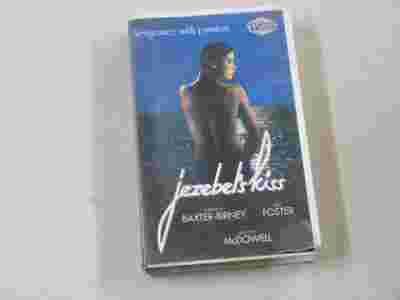 vengeance with passion
jezebel's kiss
BAXTER-BIRNEY FOSTER
McDOWELL